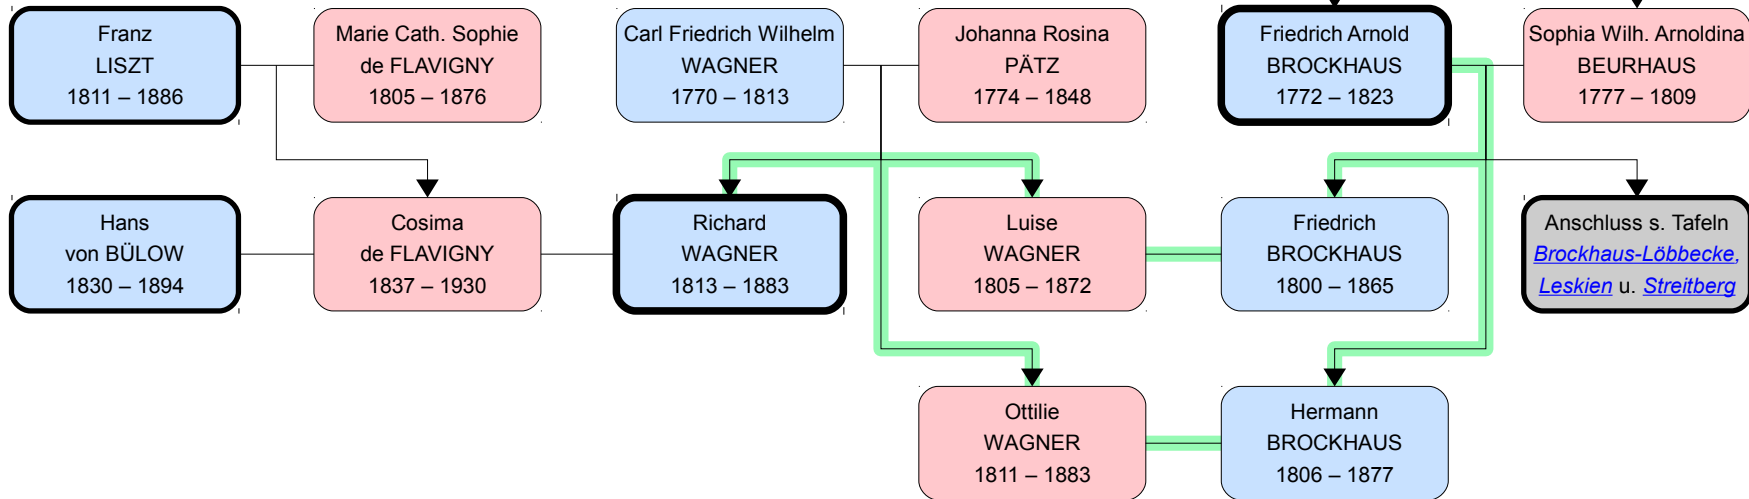 Franz
LISZT
1811 – 1886
Marie Cath. Sophie
de FLAVIGNY
1805 – 1876
Carl Friedrich Wilhelm
WAGNER
1770 – 1813
Johanna Rosina
PÄTZ
1774 – 1848
Friedrich Arnold
BROCKHAUS
1772 – 1823
Sophia Wilh. Arnoldina
BEURHAUS
1777 – 1809
Hans
von BÜLOW
1830 – 1894
Cosima
de FLAVIGNY
1837 – 1930
Richard
WAGNER
1813 – 1883
Luise
WAGNER
1805 – 1872
Friedrich
BROCKHAUS
1800 – 1865
Anschluss s. Tafeln
Brockhaus-Löbbecke,
Leskien u. Streitberg
Ottilie
WAGNER
1811 – 1883
Hermann
BROCKHAUS
1806 – 1877